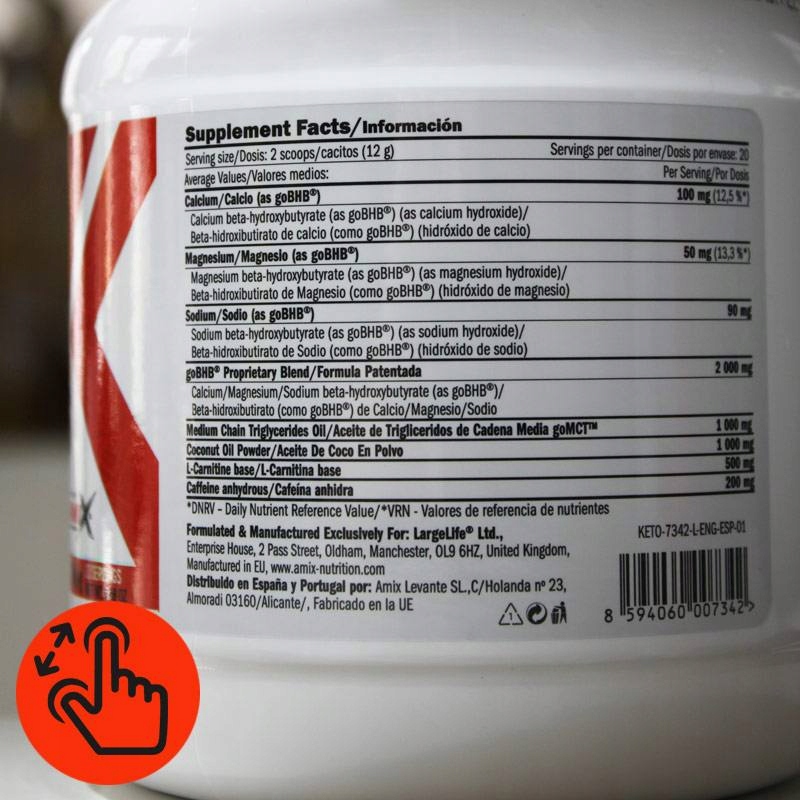 Supplement Facts/Información
Serving size/Dosis: 2 scoops/cacitos (12 g) Servings per container/Dosis por envase: 20
Average Values/Valores medios: Per Serving/Por Dosis
Calcium/Calcio (as goBHB®) 100 mg (12,5 %*)
Calcium beta-hydroxybutyrate (as goBHB®) (as calcium hydroxide)/
Beta-hidroxibutirato de calcio (como goBHB®) (hidróxido de calcio)
Magnesium/Magnesio (as goBHB®) 50 mg (13,3 %*)
Magnesium beta-hydroxybutyrate (as goBHB®) (as magnesium hydroxide)/
Beta-hidroxibutirato de Magnesio (como goBHB®) (hidróxido de magnesio)
Sodium/Sodio (as goBHB®) 90 mg
Sodium beta-hydroxybutyrate (as goBHB®) (as sodium hydroxide)/
Beta-hidroxibutirato de Sodio (como goBHB®) (hidróxido de sodio)
goBHB® Proprietary Blend/Formula Patentada 2 000 mg
Calcium/Magnesium/Sodium beta-hydroxybutyrate (as goBHB®)/
Beta-hidroxibutirato (como goBHB®) de Calcio/Magnesio/Sodio
Medium Chain Triglycerides Oil/Aceite de Trigliceridos de Cadena Media goMCT™ 1 000 mg
Coconut Oil Powder/Aceite De Coco En Polvo 1 000 mg
L-Carnitine base/L-Carnitina base 500 mg
Caffeine anhydrous/Cafeína anhidra 200 mg
*DNRV - Daily Nutrient Reference Value/*VRN - Valores de referencia de nutrientes
Formulated & Manufactured Exclusively For: LargeLife® Ltd.,
Enterprise House, 2 Pass Street, Oldham, Manchester, OL9 6HZ, United Kingdom,
Manufactured in EU, www.amix-nutrition.com
Distribuido en España y Portugal por: Amix Levante SL.,C/Holanda nº 23,
Almoradi 03160/Alicante/, Fabricado en la UE
KETO-7342-L-ENG-ESP-01
8 594060 007342 >